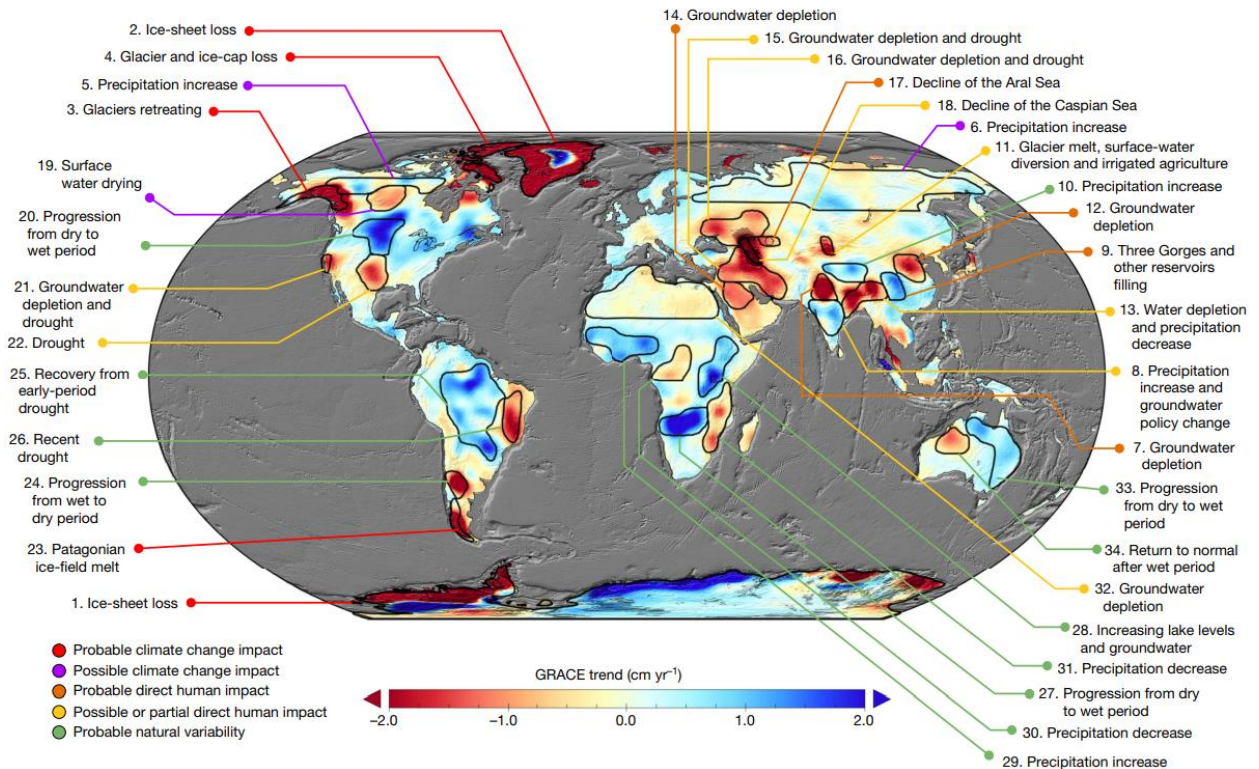 2. Ice-sheet loss
4. Glacier and ice-cap loss
5. Precipitation increase
3. Glaciers retreating
19. Surface
water drying
20. Progression
from dry to
wet period
21. Groundwater
depletion and
drought
22. Drought
25. Recovery from
early-period
drought
26. Recent
drought
24. Progression
from wet to
dry period
23. Patagonian
ice-field melt
1. Ice-sheet loss
14. Groundwater depletion
15. Groundwater depletion and drought
16. Groundwater depletion and drought
17. Decline of the Aral Sea
18. Decline of the Caspian Sea
6. Precipitation increase
11. Glacier melt, surface-water
diversion and irrigated agriculture
10. Precipitation increase
12. Groundwater
depletion
9. Three Gorges and
other reservoirs
filling
13. Water depletion
and precipitation
decrease
8. Precipitation
increase and
groundwater
policy change
7. Groundwater
depletion
33. Progression
from dry to wet
period
34. Return to normal
after wet period
32. Groundwater
depletion
28. Increasing lake levels
and groundwater
31. Precipitation decrease
27. Progression from dry
to wet period
30. Precipitation decrease
29. Precipitation increase
Probable climate change impact
Possible climate change impact
Probable direct human impact
Possible or partial direct human impact
Probable natural variability
GRACE trend (cm yr⁻¹)
−2.0 −1.0 0.0 1.0 2.0